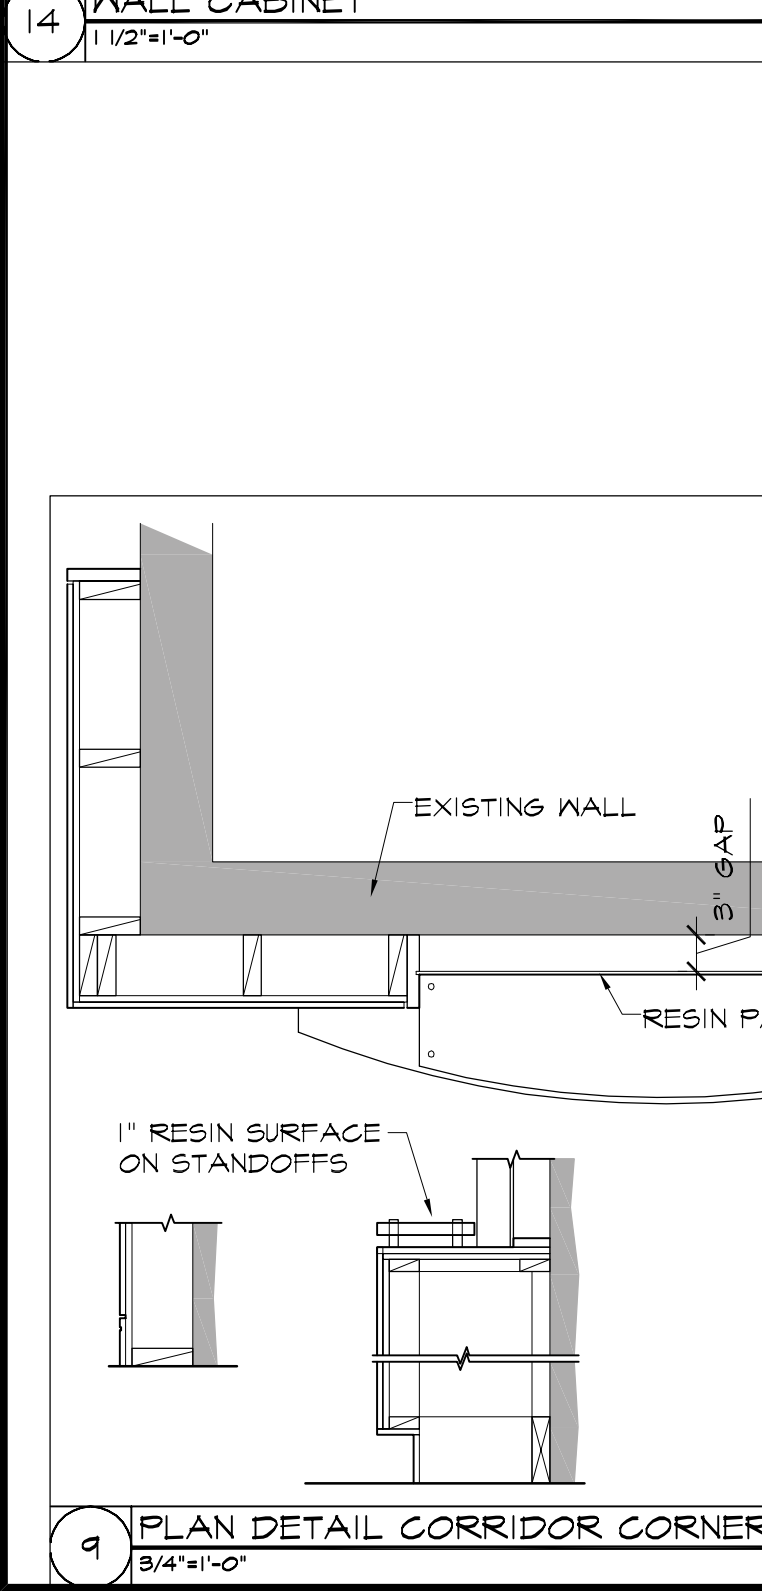 14
WALL CABINET
1 1/2"=1'-0"
EXISTING WALL
3" GAP
RESIN
1" RESIN SURFACE
ON STANDOFFS
9
PLAN DETAIL CORRIDOR CORNER
3/4"=1'-0"